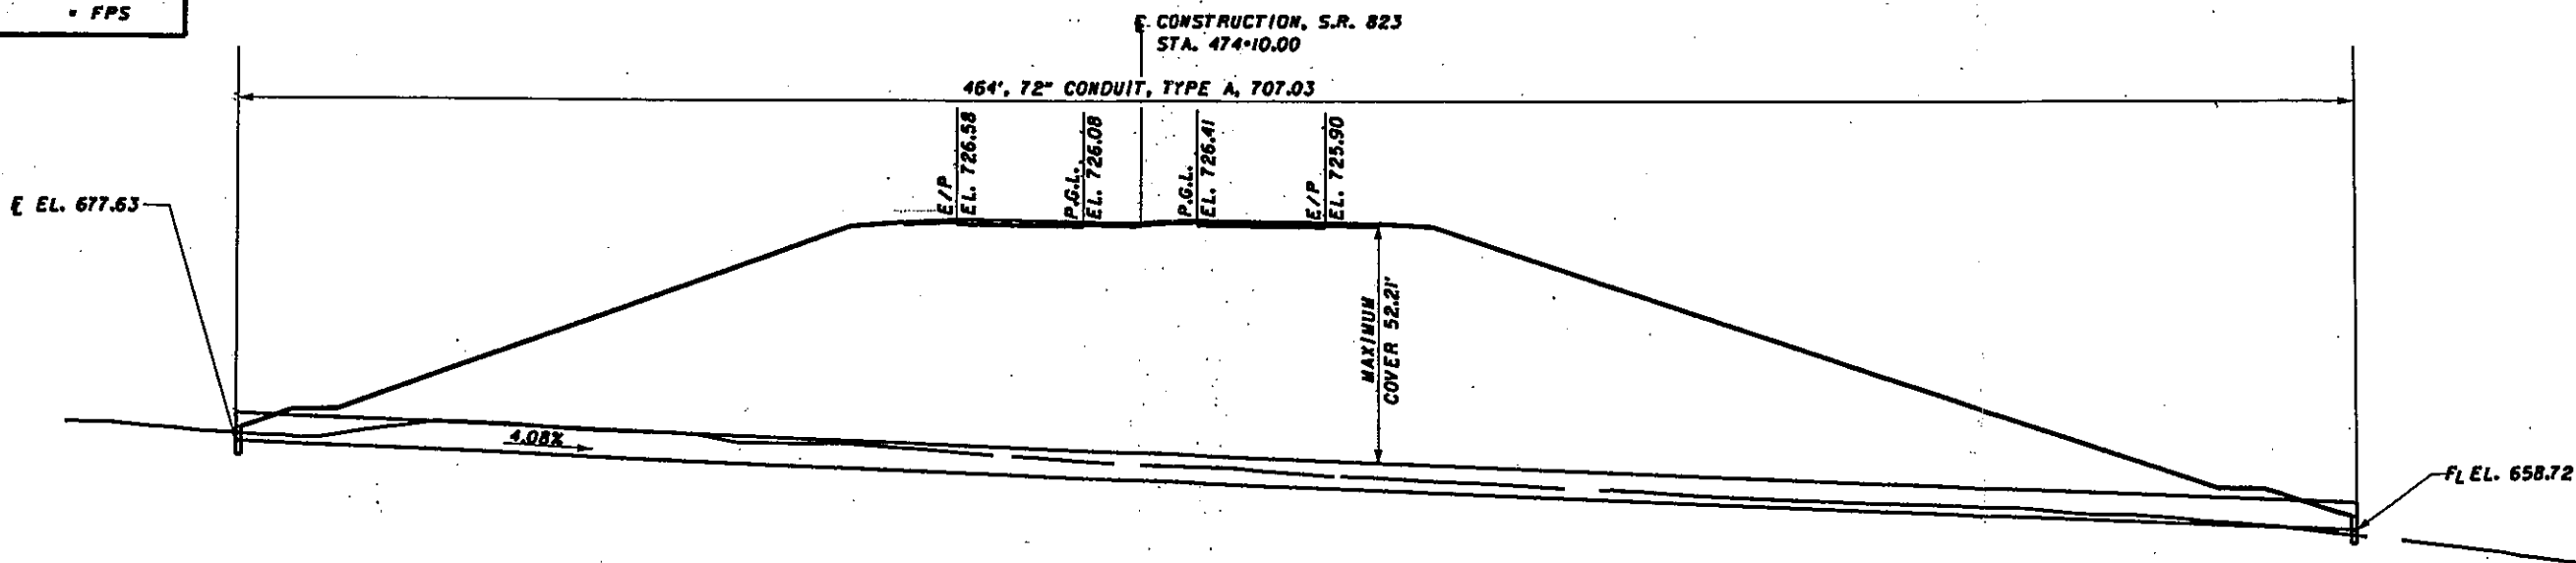 • FPS
℄ CONSTRUCTION, S.R. 823
STA. 474+10.00
464', 72" CONDUIT, TYPE A, 707.03
E/P
EL. 726.58
P.G.L.
EL. 726.08
P.G.L.
EL. 726.41
E/P
EL. 725.90
℄ EL. 677.63
MAXIMUM
COVER 52.21'
4.08%
FL EL. 658.72